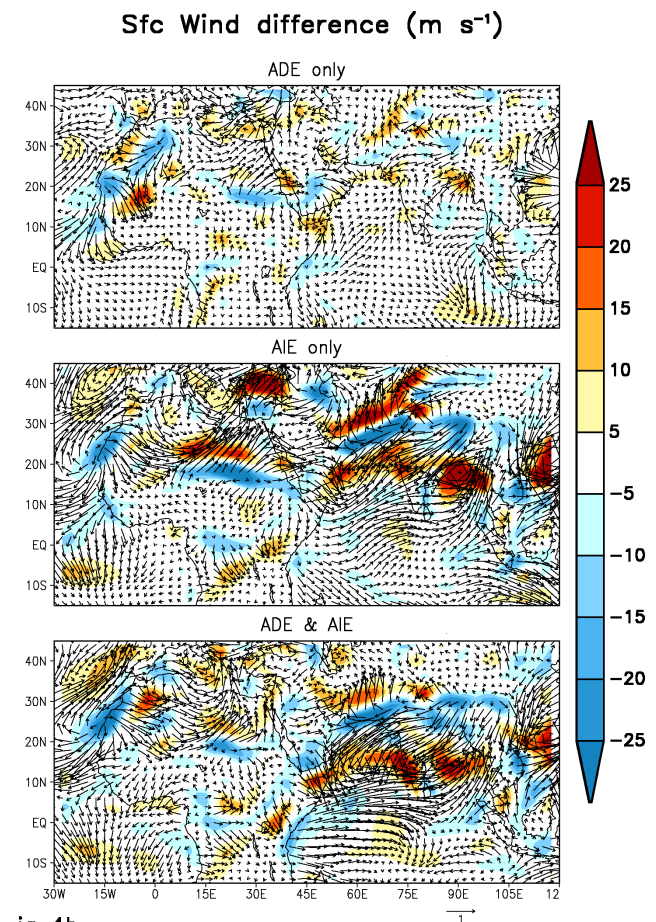 Sfc Wind difference (m s⁻¹)
ADE only
40N
30N
20N
10N
EQ
10S
AIE only
40N
30N
20N
10N
EQ
10S
ADE & AIE
40N
30N
20N
10N
EQ
10S
30W 15W 0 15E 30E 45E 60E 75E 90E 105E 12
1
25
20
15
10
5
−5
−10
−15
−20
−25